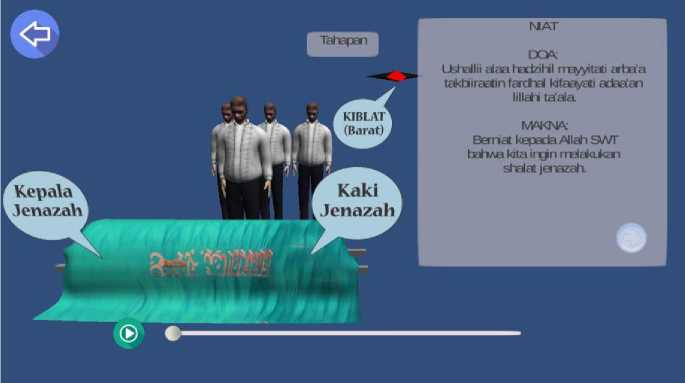 Tahapan
NIAT
DOA:
Ushallii alaa hadzihil mayyitati arba'a
takbiiraatin fardhal kifaayati adaa'an
lillahi ta'ala.
MAKNA:
Berniat kepada Allah SWT
bahwa kita ingin melakukan
shalat jenazah.
KIBLAT
(Barat)
Kepala
Jenazah
Kaki
Jenazah